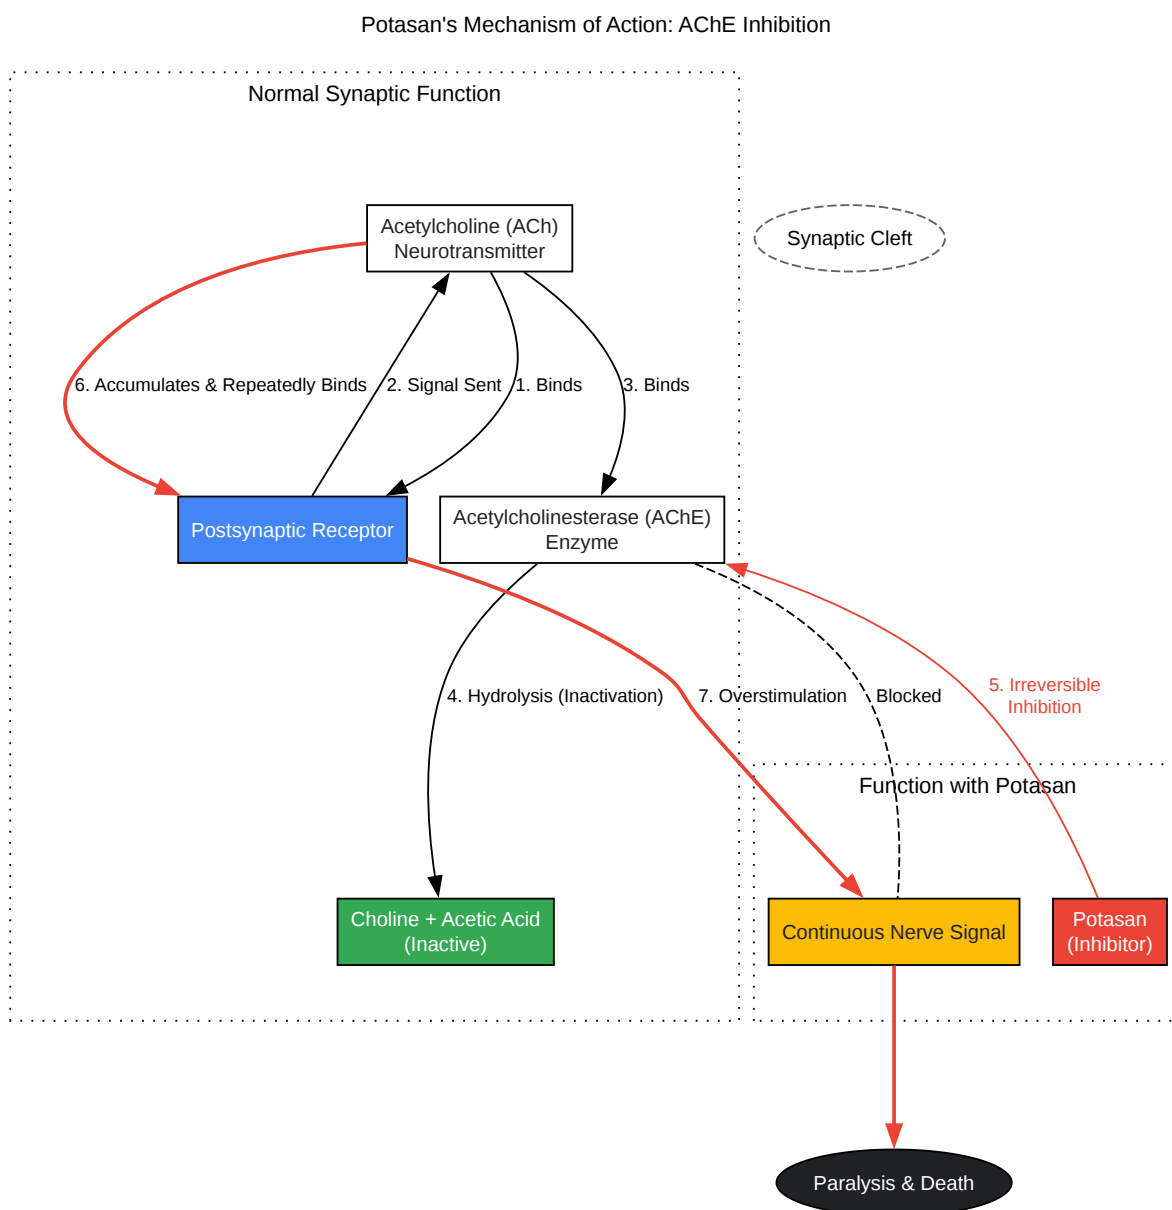 Potasan's Mechanism of Action: AChE Inhibition
Normal Synaptic Function
Acetylcholine (ACh)
Neurotransmitter
Synaptic Cleft
6. Accumulates & Repeatedly Binds
2. Signal Sent
1. Binds
3. Binds
Postsynaptic Receptor
Acetylcholinesterase (AChE)
Enzyme
4. Hydrolysis (Inactivation)
7. Overstimulation
Blocked
5. Irreversible
Inhibition
Function with Potasan
Choline + Acetic Acid
(Inactive)
Continuous Nerve Signal
Potasan
(Inhibitor)
Paralysis & Death